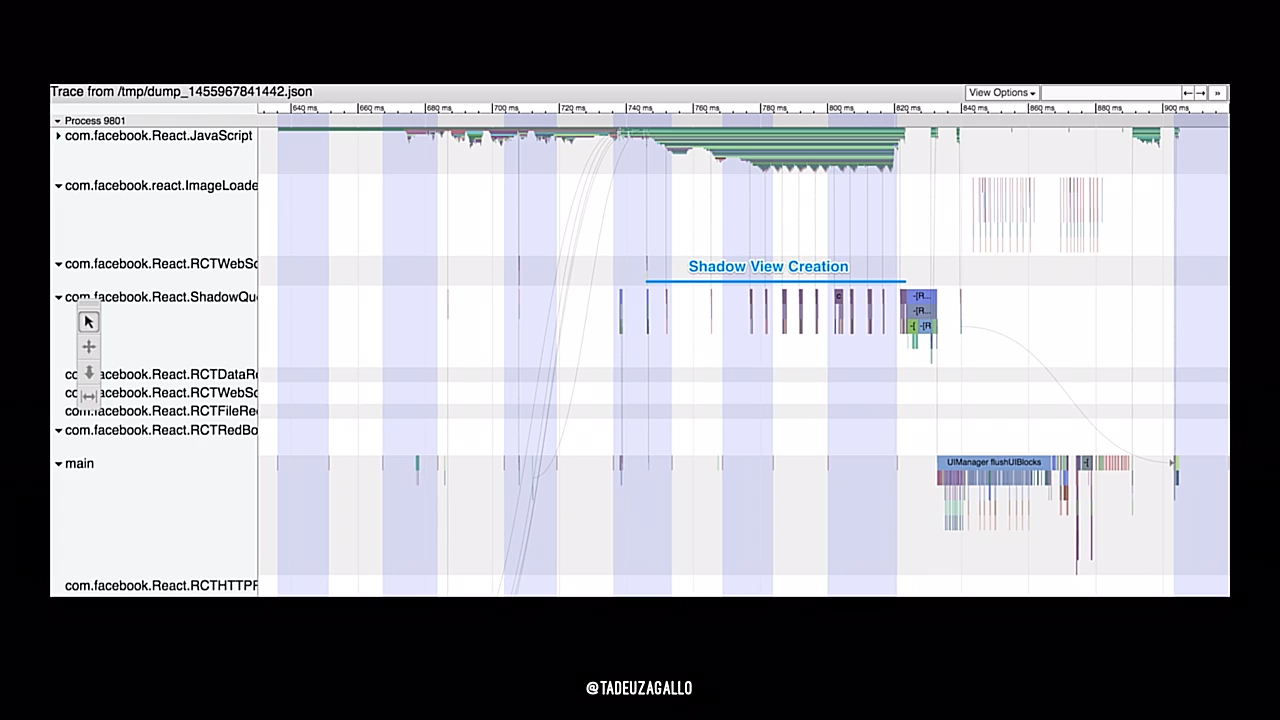 Trace from /tmp/dump_1455967841442.json
View Options
←
→
»
640 ms
660 ms
680 ms
700 ms
720 ms
740 ms
760 ms
780 ms
800 ms
820 ms
840 ms
860 ms
880 ms
900 ms
Process 9801
com.facebook.React.JavaScript
com.facebook.react.ImageLoade
com.facebook.React.RCTWebSo
Shadow View Creation
com.facebook.React.ShadowQu
c
-[R...
-[R...
-[
-[R
com.facebook.React.RCTDataRe
com.facebook.React.RCTWebSo
com.facebook.React.RCTFileRe
com.facebook.React.RCTRedBo
main
UIManager flushUIBlocks
-[
com.facebook.React.RCTHTTPF
@TADEUZAGALLO